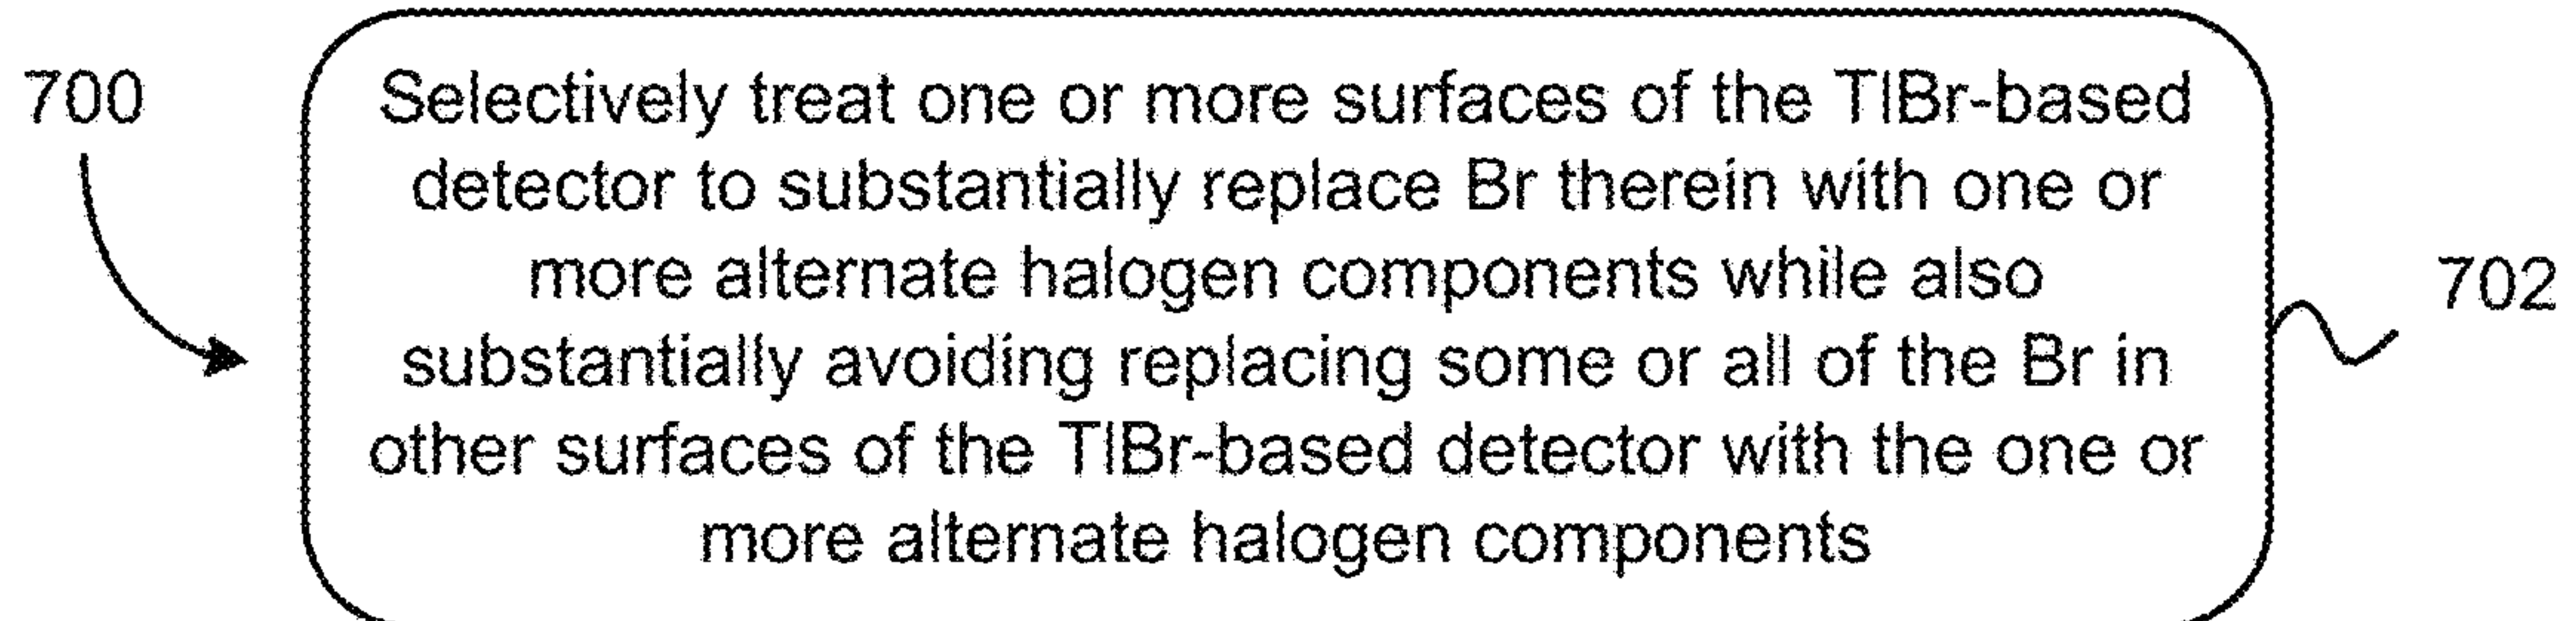 700
Selectively treat one or more surfaces of the TlBr-based
detector to substantially replace Br therein with one or
more alternate halogen components while also
substantially avoiding replacing some or all of the Br in
other surfaces of the TlBr-based detector with the one or
more alternate halogen components
702